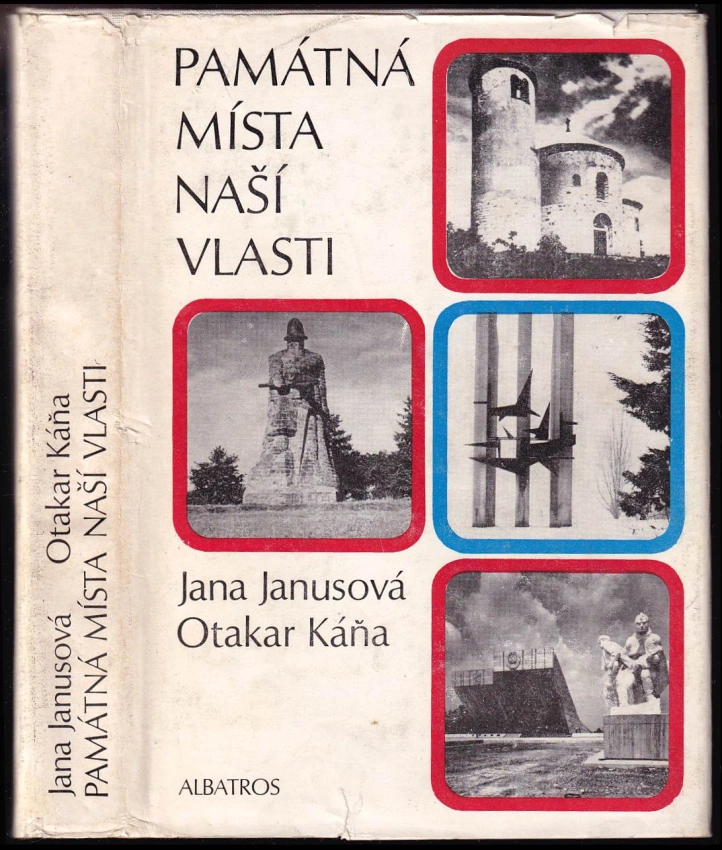 PAMÁTNÁ
MÍSTA
NAŠÍ
VLASTI
Jana Janusová
Otakar Káňa
ALBATROS
Jana Janusová Otakar Káňa
PAMÁTNÁ MÍSTA NAŠÍ VLASTI